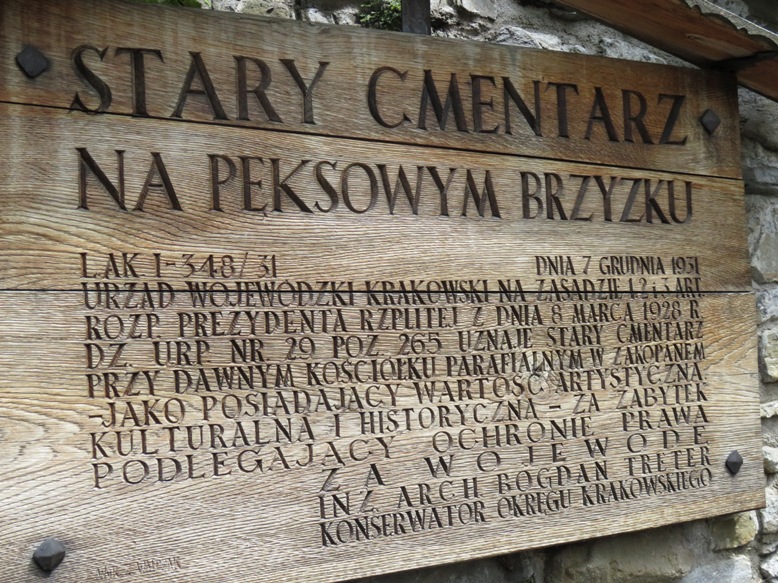 STARY CMENTARZ
NA PĘKSOWYM BRZYZKU
L.AK I-348/31 DNIA 7 GRUDNIA 1931
URZĄD WOJEWÓDZKI KRAKOWSKI NA ZASADZIE 1 2 i 3 ART.
ROZP. PREZYDENTA RZPLITEJ Z DNIA 8 MARCA 1928 R.
DZ. URP NR. 29 POZ. 265 UZNAJE STARY CMENTARZ
PRZY DAWNYM KOSCIÓŁKU PARAFIALNYM W ZAKOPANEM
-JAKO POSIADAJĄCY WARTOŚĆ ARTYSTYCZNĄ
KULTURALNĄ I HISTORYCZNĄ - ZA ZABYTEK
PODLEGAJĄCY OCHRONIE PRAWA
ZA WOJEWODĘ
INŻ. ARCH BOGDAN TRETER
KONSERWATOR OKRĘGU KRAKOWSKIEGO